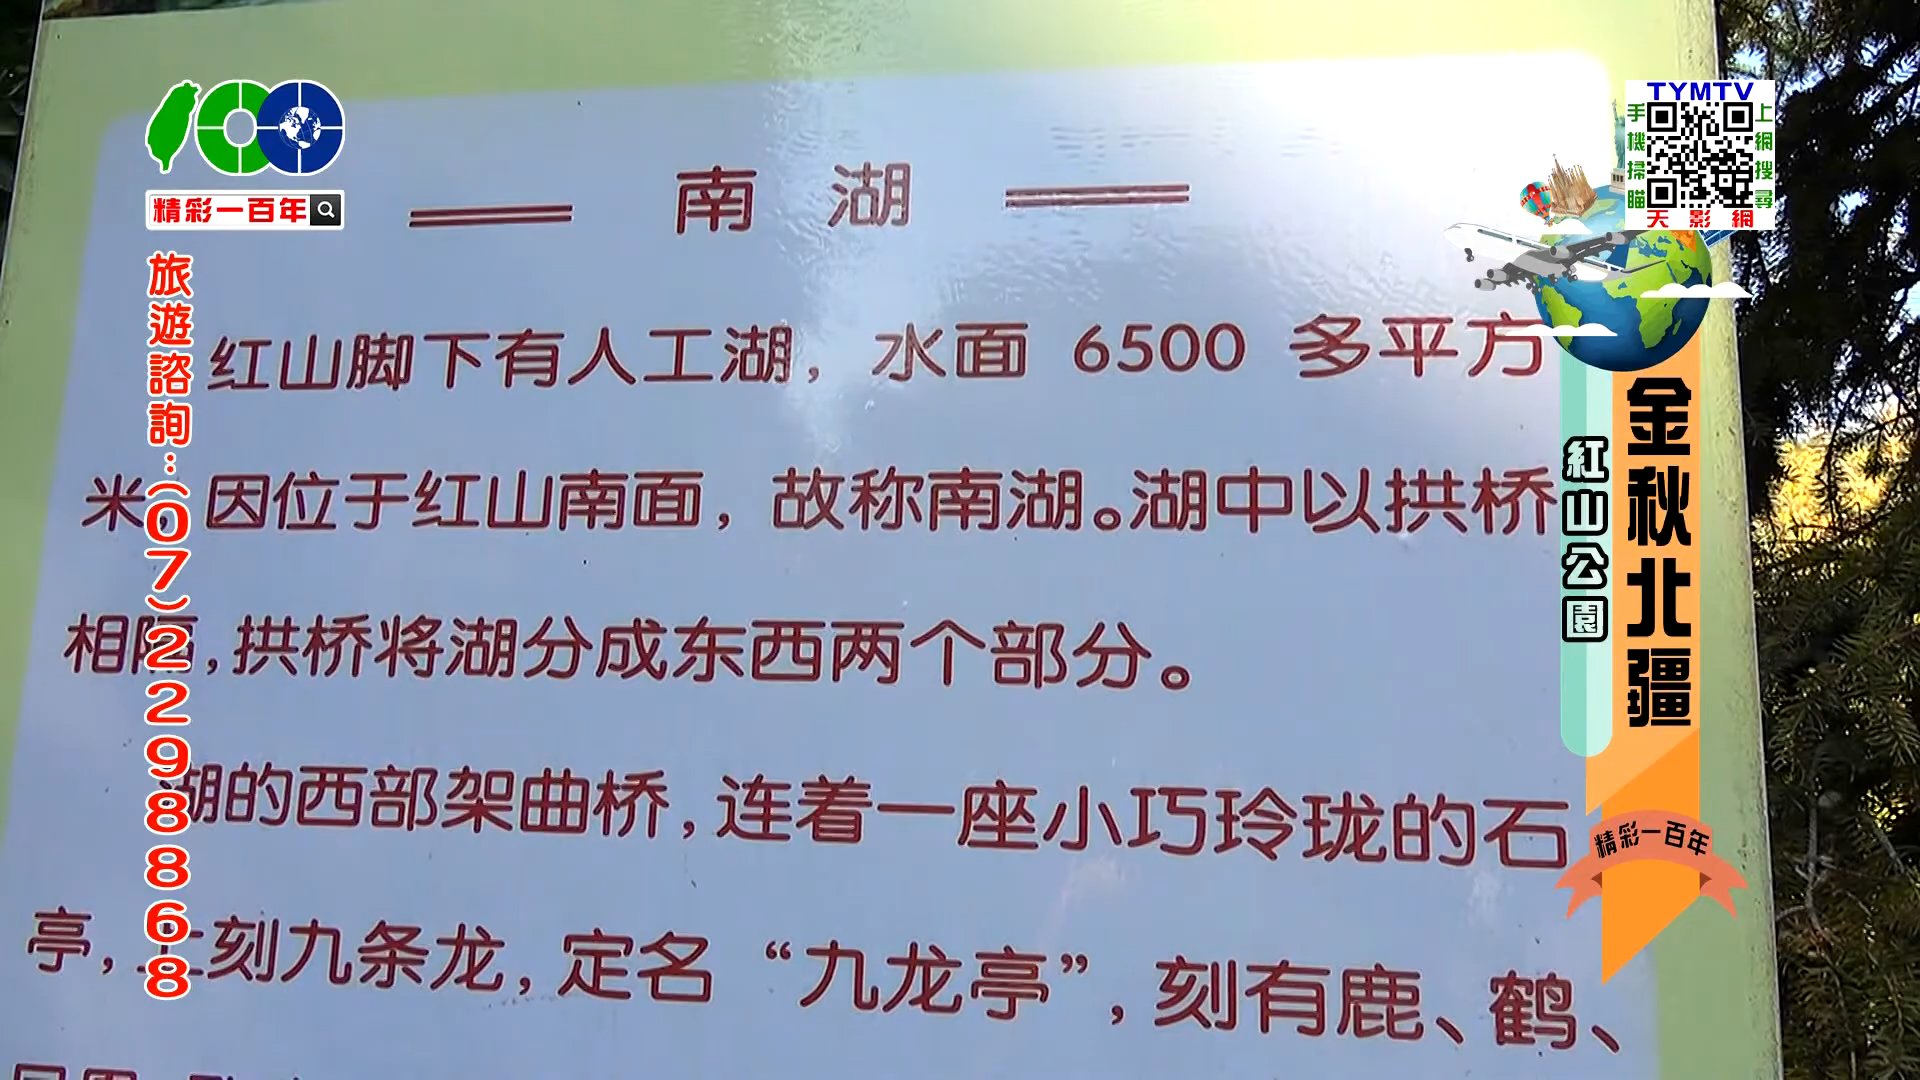 南 湖
红山脚下有人工湖，水面 6500 多平方
米，因位于红山南面，故称南湖。湖中以拱桥
相隔，拱桥将湖分成东西两个部分。
湖的西部架曲桥，连着一座小巧玲珑的石
亭，上刻九条龙，定名“九龙亭”，刻有鹿、鹤、
100
精彩一百年
旅遊諮詢:(07)2298868
TYMTV
手機掃瞄
上網搜尋
天影網
金秋北疆
紅山公園
精彩一百年